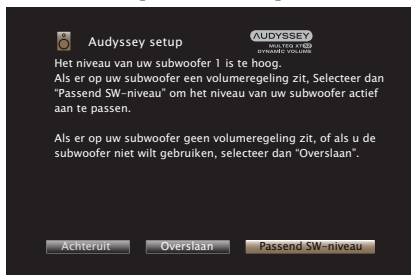 Audyssey setup
AUDYSSEY
MULTEQ XT32
DYNAMIC VOLUME
Het niveau van uw subwoofer 1 is te hoog.
Als er op uw subwoofer een volumeregeling zit, Selecteer dan
“Passend SW-niveau” om het niveau van uw subwoofer actief
aan te passen.
Als er op uw subwoofer geen volumeregeling zit, of als u de
subwoofer niet wilt gebruiken, selecteer dan “Overslaan”.
Achteruit
Overslaan
Passend SW-niveau